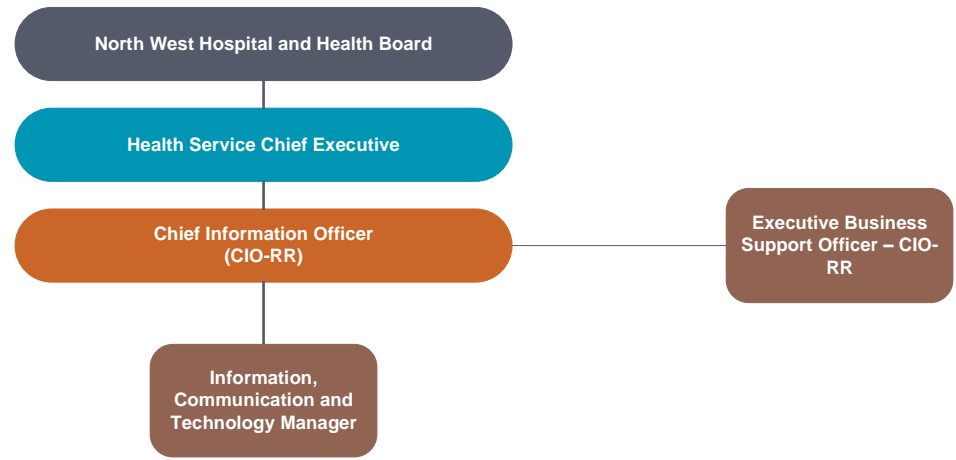 North West Hospital and Health Board
Health Service Chief Executive
Chief Information Officer
(CIO-RR)
Executive Business
Support Officer – CIO-
RR
Information,
Communication and
Technology Manager